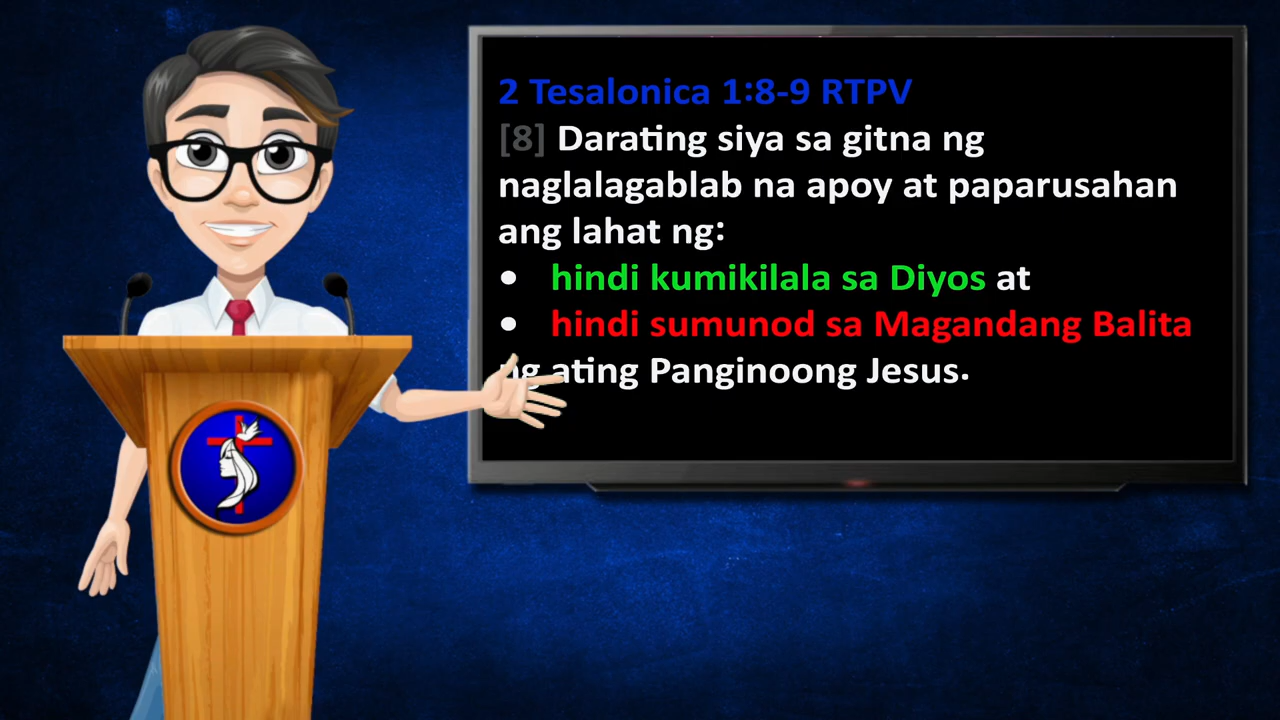 2 Tesalonica 1:8-9 RTPV
[8] Darating siya sa gitna ng
naglalagablab na apoy at paparusahan
ang lahat ng:
• hindi kumikilala sa Diyos at
• hindi sumunod sa Magandang Balita
ng ating Panginoong Jesus.